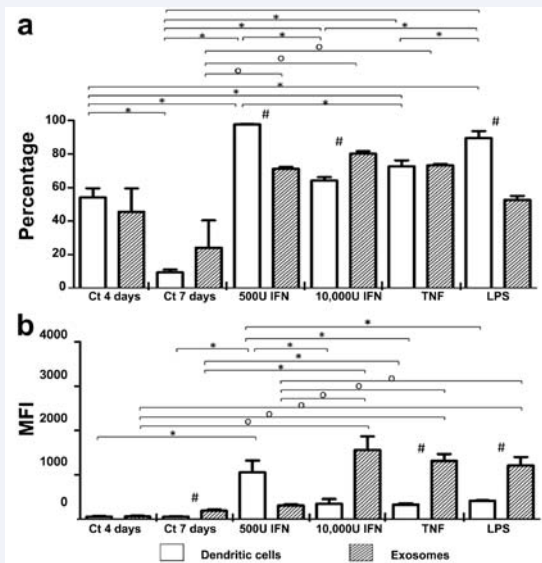 a
Percentage
100
80
60
40
20
0
* * * * * * * * * * *
# # #
Ct 4 days Ct 7 days 500U IFN 10,000U IFN TNF LPS
b
MFI
4000
3000
2000
1000
0
* * * * * * *
# # #
Ct 4 days Ct 7 days 500U IFN 10,000U IFN TNF LPS
Dendritic cells Exosomes